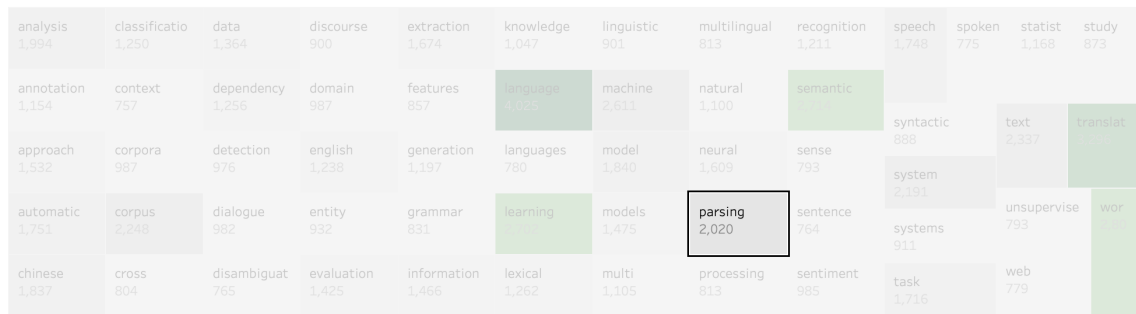 analysis
1,994
classificatio
1,250
data
1,364
discourse
900
extraction
1,674
knowledge
1,047
linguistic
901
multilingual
813
recognition
1,211
speech
1,748
spoken
775
statist
1,168
study
873
annotation
1,154
context
757
dependency
1,256
domain
987
features
857
language
4,025
machine
2,611
natural
1,100
semantic
syntactic
888
text
2,337
translat
approach
1,532
corpora
987
detection
976
english
1,238
generation
1,197
languages
780
model
1,840
neural
1,609
sense
793
system
2,191
automatic
1,751
corpus
2,248
dialogue
982
entity
932
grammar
831
learning
models
1,475
parsing
2,020
sentence
764
systems
911
unsupervise
793
wor
chinese
1,837
cross
804
disambiguat
765
evaluation
1,425
information
1,466
lexical
1,262
multi
1,105
processing
813
sentiment
985
task
1,716
web
779